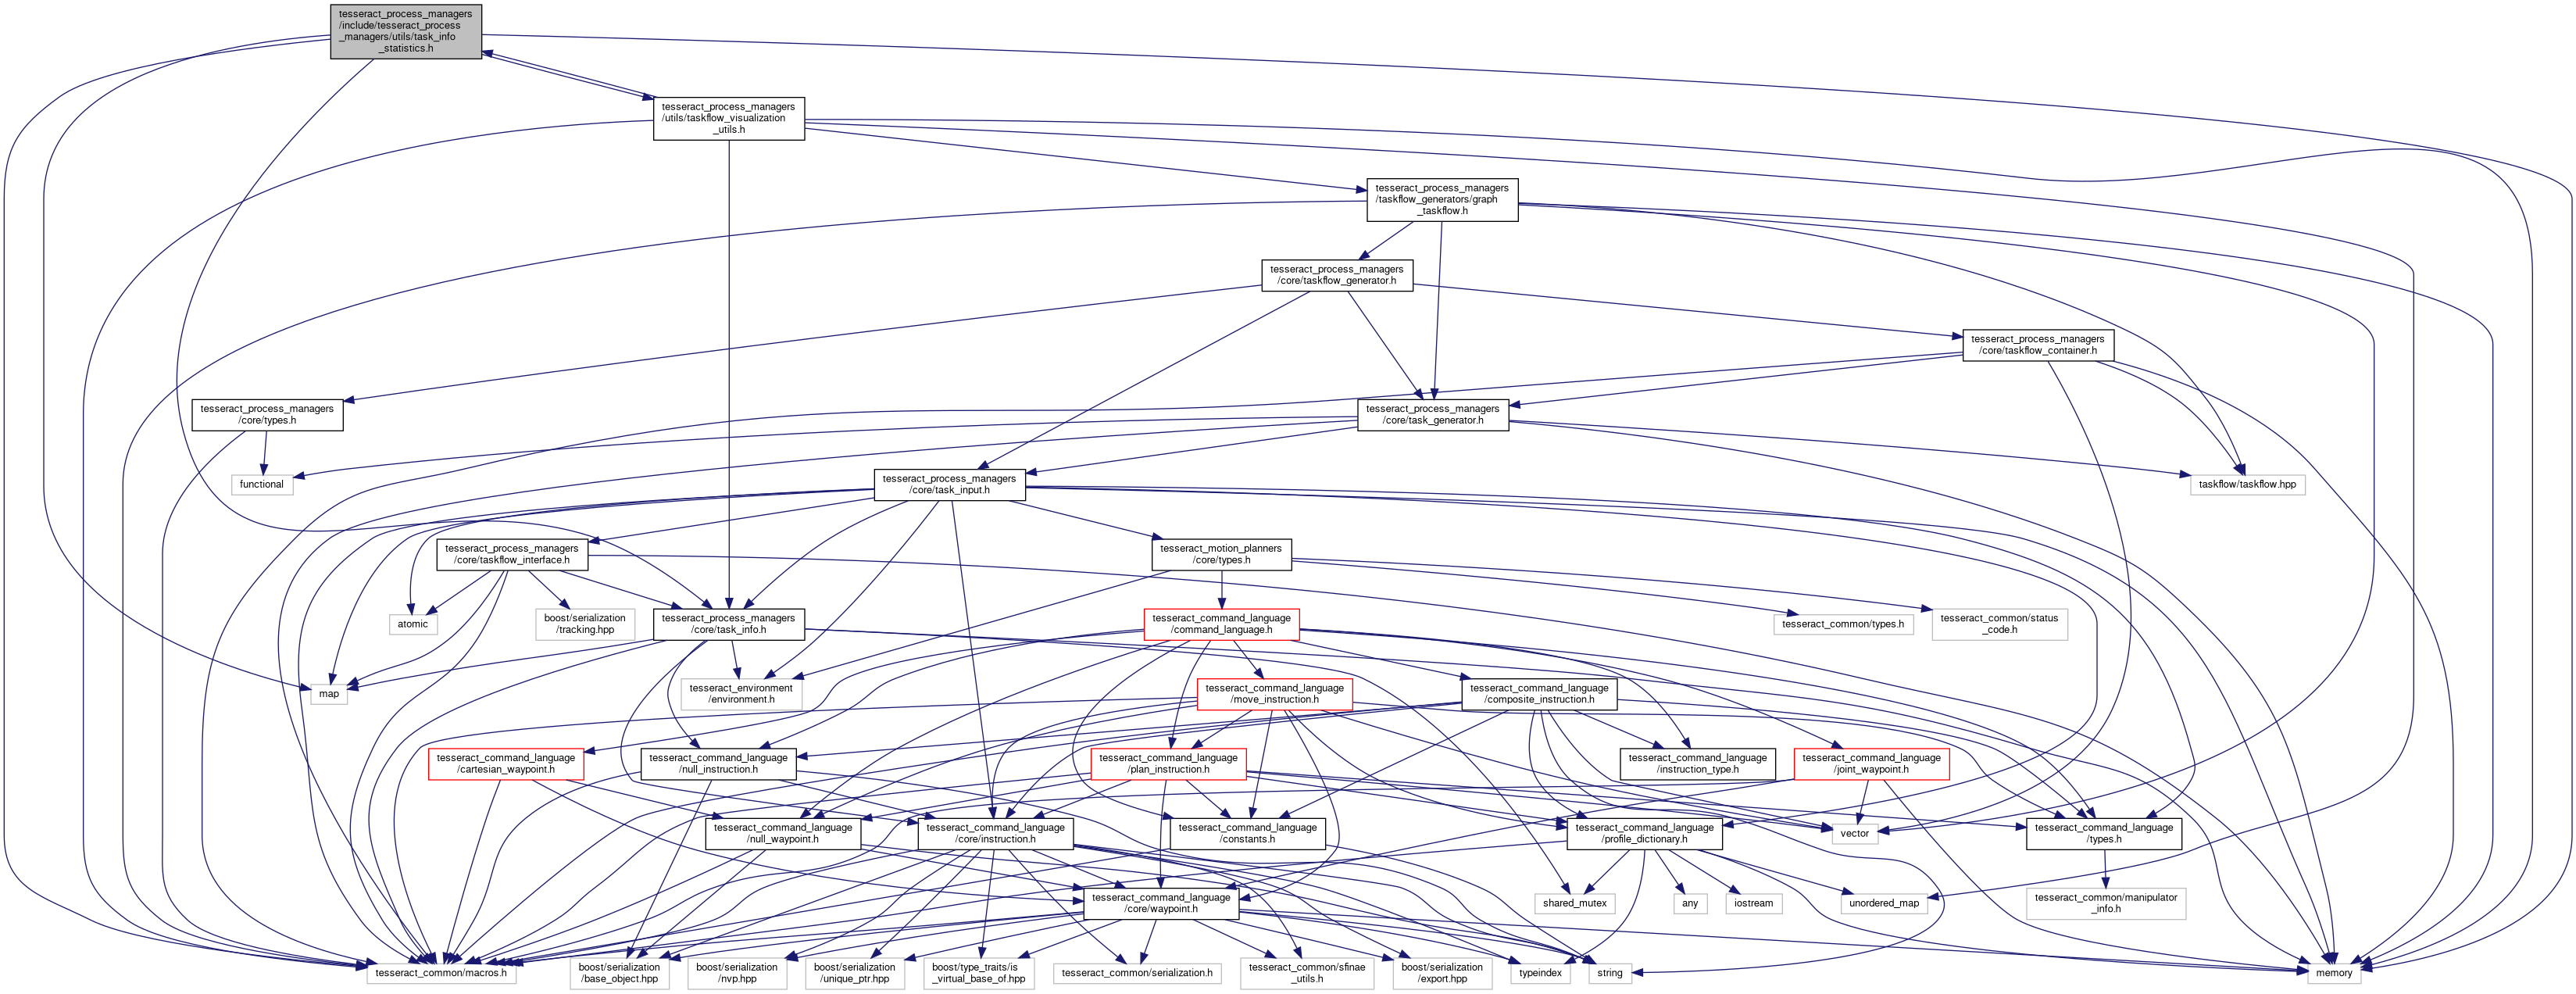 tesseract_process_managers
/include/tesseract_process
_managers/utils/task_info
_statistics.h
tesseract_process_managers
/utils/taskflow_visualization
_utils.h
tesseract_process_managers
/taskflow_generators/graph
_taskflow.h
tesseract_process_managers
/core/taskflow_generator.h
tesseract_process_managers
/core/taskflow_container.h
tesseract_process_managers
/core/types.h
tesseract_process_managers
/core/task_generator.h
functional
tesseract_process_managers
/core/task_input.h
taskflow/taskflow.hpp
tesseract_process_managers
/core/taskflow_interface.h
tesseract_motion_planners
/core/types.h
atomic
boost/serialization
/tracking.hpp
tesseract_process_managers
/core/task_info.h
tesseract_command_language
/command_language.h
tesseract_common/types.h
tesseract_common/status
_code.h
map
tesseract_environment
/environment.h
tesseract_command_language
/move_instruction.h
tesseract_command_language
/composite_instruction.h
tesseract_command_language
/cartesian_waypoint.h
tesseract_command_language
/null_instruction.h
tesseract_command_language
/plan_instruction.h
tesseract_command_language
/instruction_type.h
tesseract_command_language
/joint_waypoint.h
tesseract_command_language
/null_waypoint.h
tesseract_command_language
/core/instruction.h
tesseract_command_language
/constants.h
tesseract_command_language
/profile_dictionary.h
vector
tesseract_command_language
/types.h
tesseract_command_language
/core/waypoint.h
shared_mutex
any
iostream
unordered_map
tesseract_common/manipulator
_info.h
tesseract_common/macros.h
boost/serialization
/base_object.hpp
boost/serialization
/nvp.hpp
boost/serialization
/unique_ptr.hpp
boost/type_traits/is
_virtual_base_of.hpp
tesseract_common/serialization.h
tesseract_common/sfinae
_utils.h
boost/serialization
/export.hpp
typeindex
string
memory